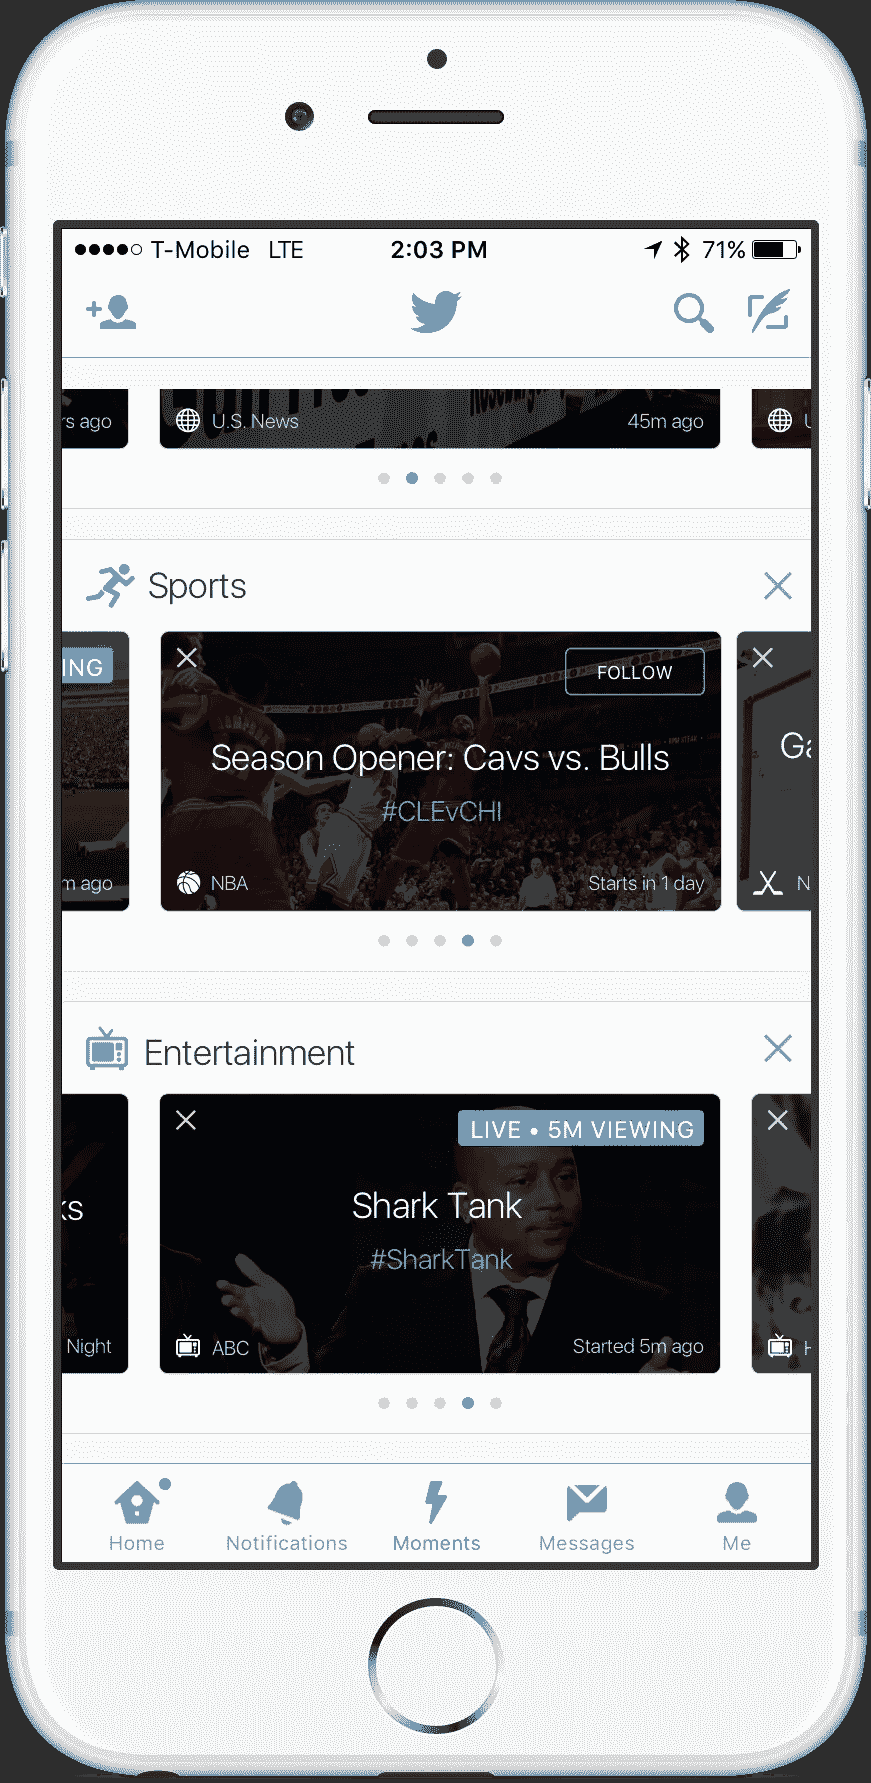 T-Mobile LTE 2:03 PM 71%
rs ago
U.S. News 45m ago
Sports
ING
FOLLOW
Season Opener: Cavs vs. Bulls
Ga
#CLEvCHI
m ago
NBA Starts in 1 day
N
Entertainment
LIVE • 5M VIEWING
Shark Tank
ks
#SharkTank
Night
ABC Started 5m ago
Home Notifications Moments Messages Me